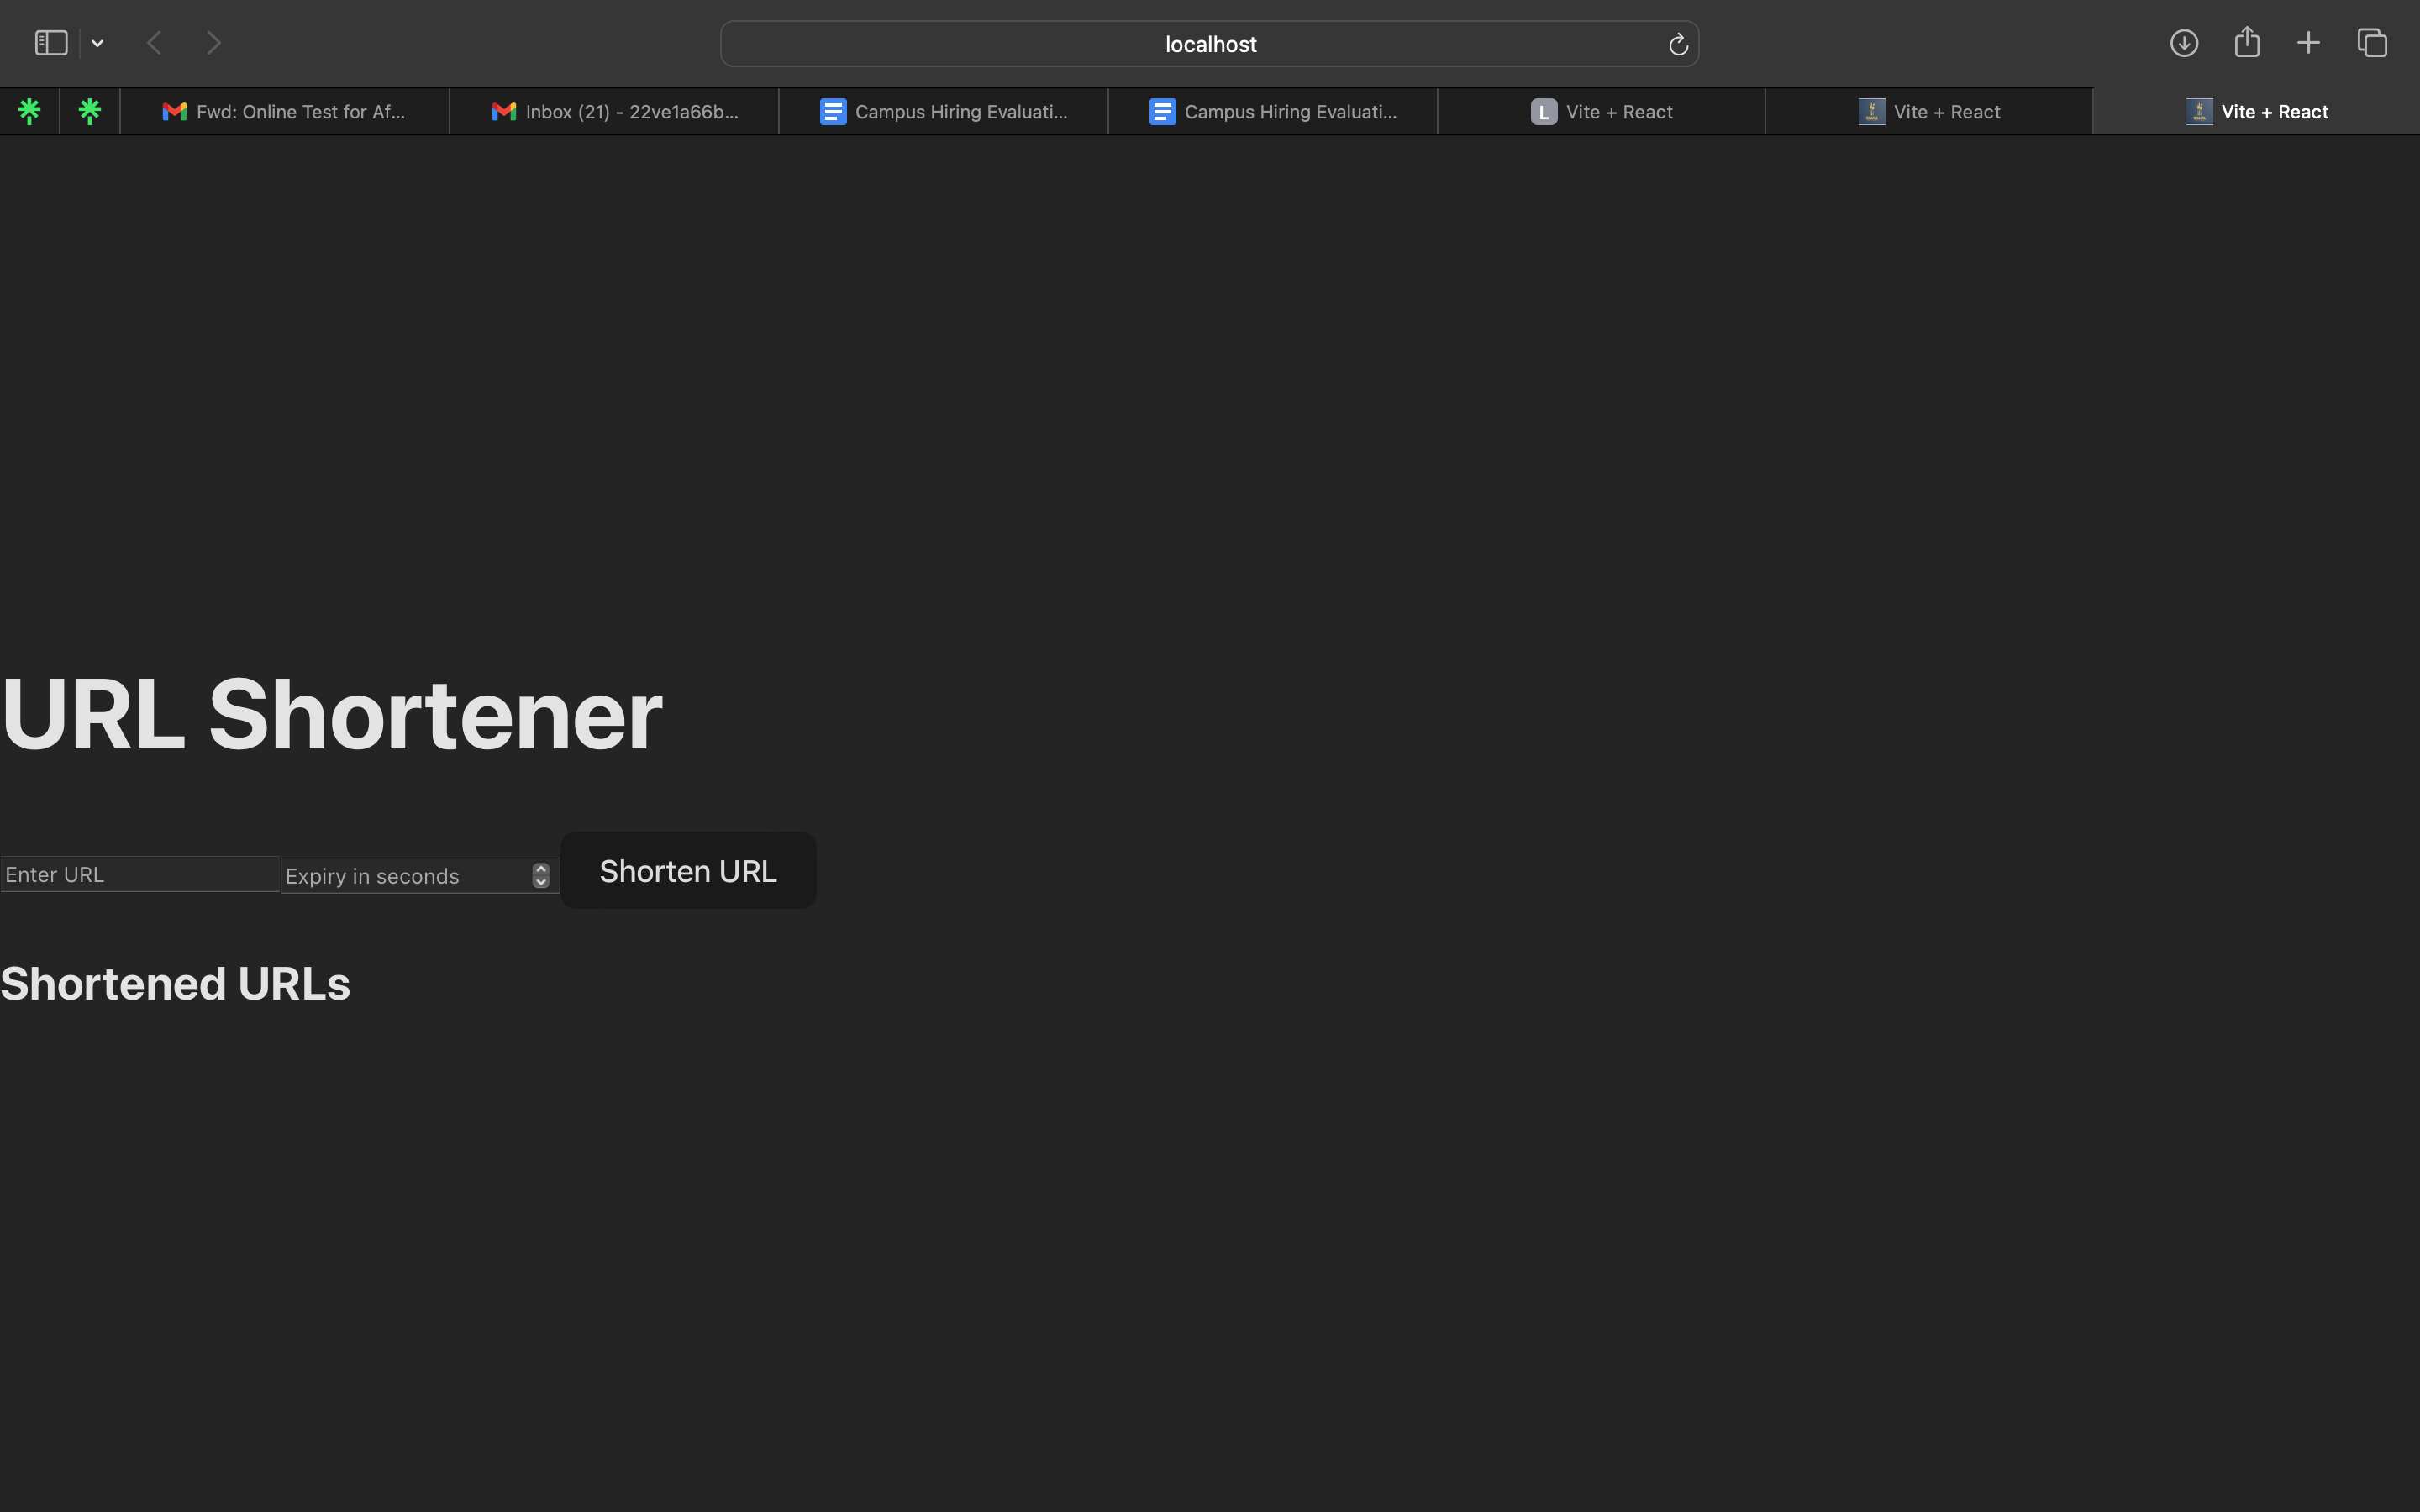 localhost
Fwd: Online Test for Af...
Inbox (21) - 22ve1a66b...
Campus Hiring Evaluati...
Campus Hiring Evaluati...
L
Vite + React
Vite + React
Vite + React
URL Shortener
Enter URL
Expiry in seconds
Shorten URL
Shortened URLs